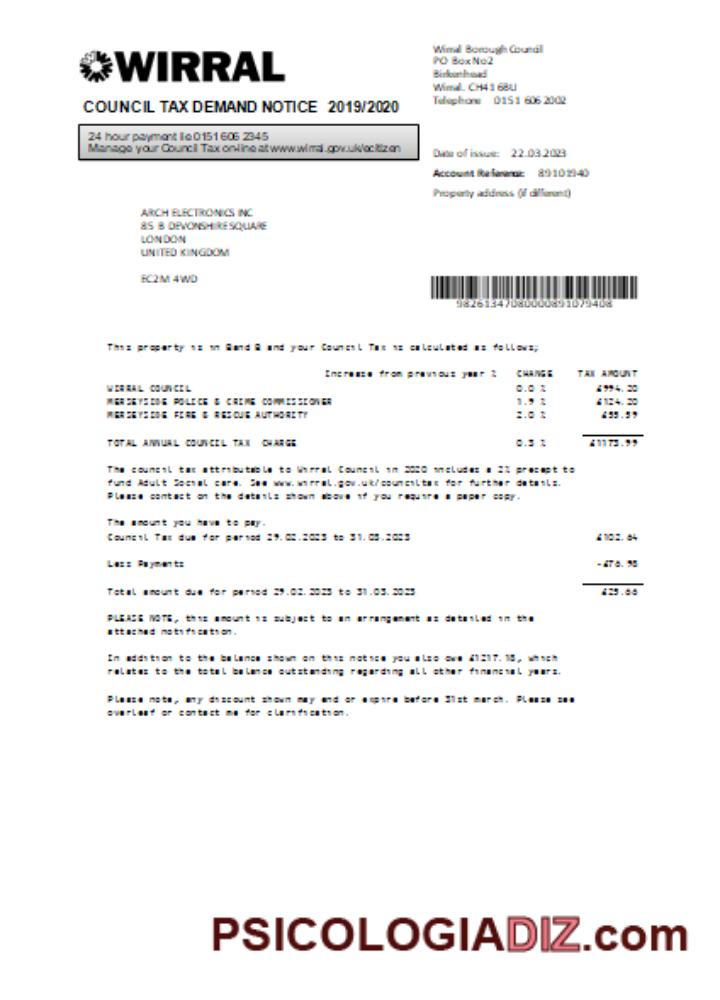 WIRRAL
COUNCIL TAX DEMAND NOTICE 2019/2020
24 hour payment lie 0151 606 2345
Manage your Council Tax on-line at www.wirral.gov.uk/ecitizen
Wirral Borough Council
PO Box No2
Birkenhead
Wirral. CH41 6BU
Telephone 0151 606 2002
Date of issue: 22.03.2023
Account Reference: 89101940
Property address (if different)
ARCH ELECTRONICS INC
85 B DEVONSHIRE SQUARE
LONDON
UNITED KINGDOM
EC2M 4WD
98261347080000891079408
This property is in Band B and your Council Tax is calculated as follows;
Increase from previous year % CHANGE TAX AMOUNT
WIRRAL COUNCIL 0.0 % £994.20
MERSEYSIDE POLICE & CRIME COMMISSIONER 1.9 % £124.20
MERSEYSIDE FIRE & RESCUE AUTHORITY 2.0 % £55.59
TOTAL ANNUAL COUNCIL TAX CHARGE 0.3 % £1173.99
The council tax attributable to Wirral Council in 2020 includes a 2% precept to
fund Adult Social care. See www.wirral.gov.uk/counciltax for further details.
Please contact on the details shown above if you require a paper copy.
The amount you have to pay.
Council Tax due for period 29.02.2023 to 31.03.2023 £102.64
Less Payments -£76.98
Total amount due for period 29.02.2023 to 31.03.2023 £25.66
PLEASE NOTE, this amount is subject to an arrangement as detailed in the
attached notification.
In addition to the balance shown on this notice you also owe £1217.18, which
relates to the total balance outstanding regarding all other financial years.
Please note, any discount shown may end or expire before 31st march. Please see
overleaf or contact me for clarification.
PSICOLOGIADIZ.com